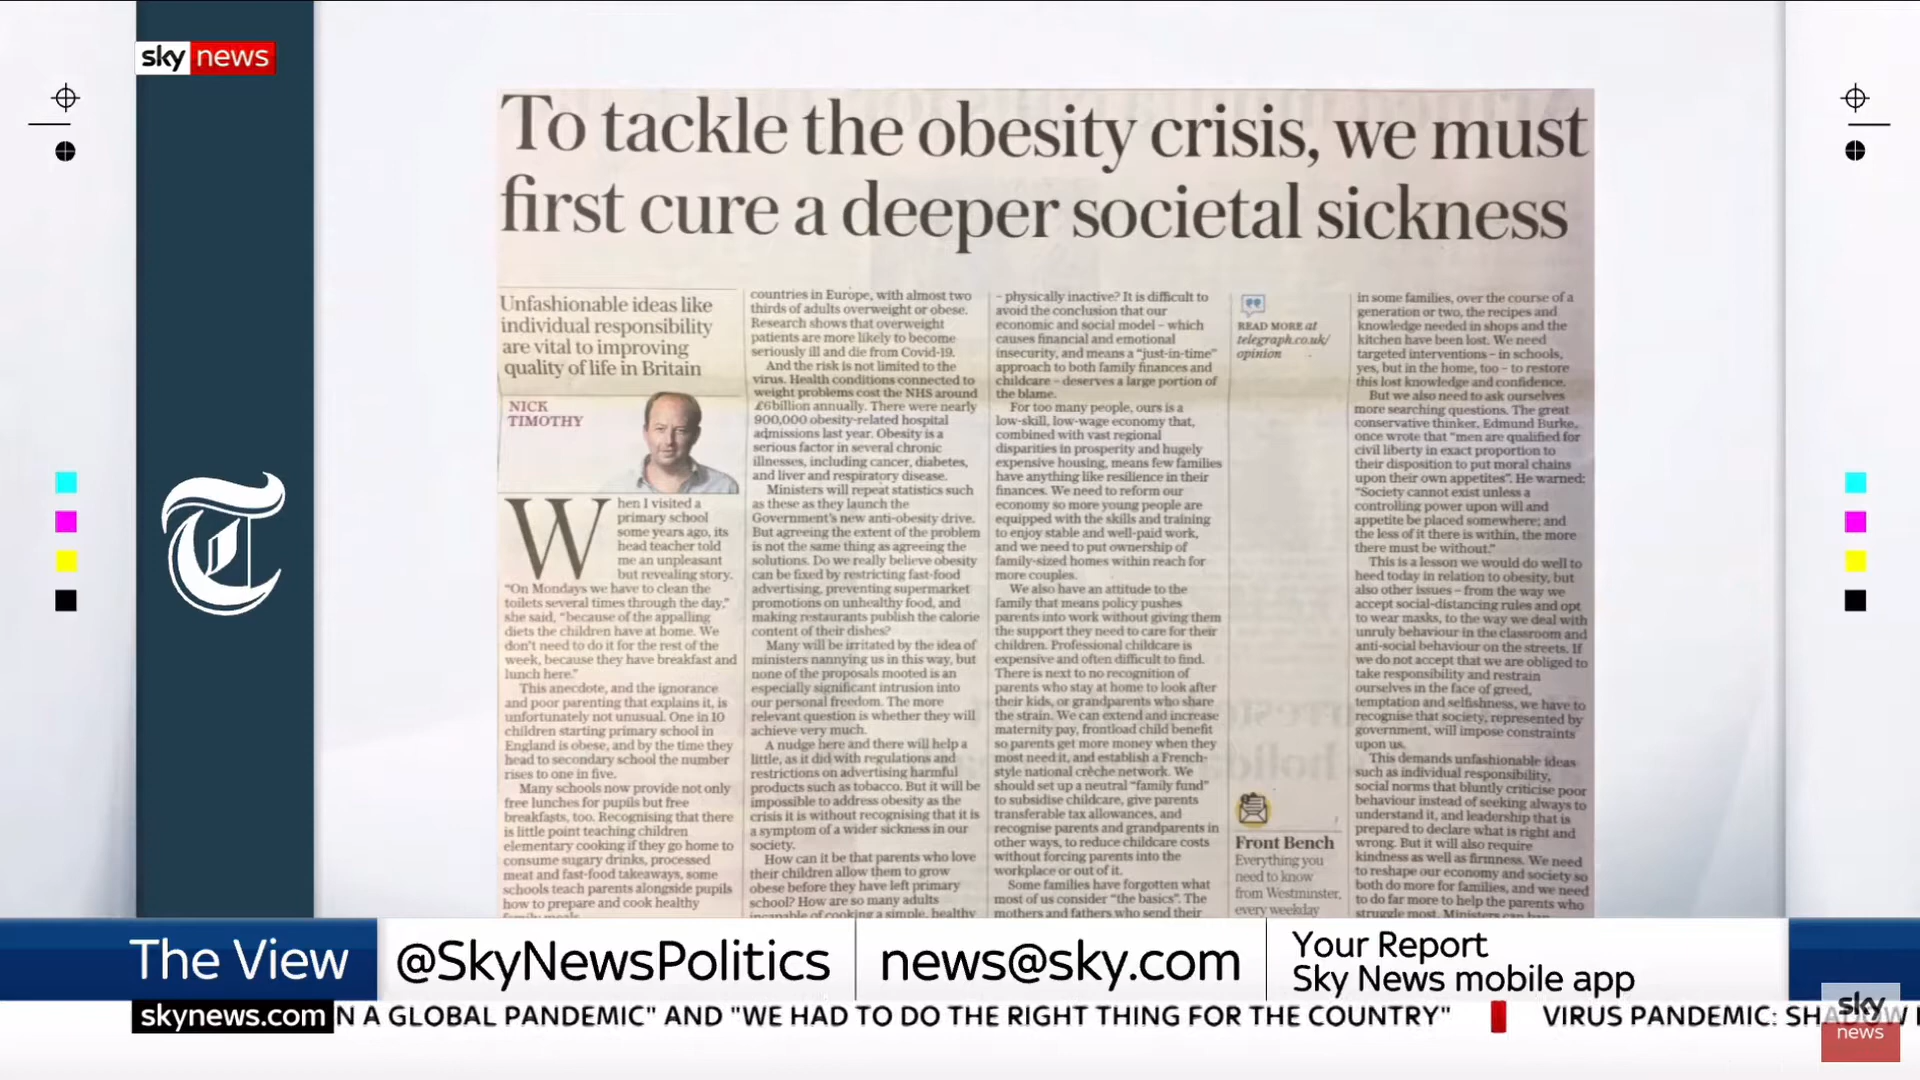 sky news
To tackle the obesity crisis, we must
first cure a deeper societal sickness
Unfashionable ideas like
individual responsibility
are vital to improving
quality of life in Britain
NICK
TIMOTHY
When I visited a
primary school
some years ago, its
head teacher told
me an unpleasant
but revealing story.
"On Mondays we have to clean the
toilets several times through the day,"
she said, "because of the appalling
diets the children have at home. We
don't need to do it for the rest of the
week, because they have breakfast and
lunch here."
This anecdote, and the ignorance
and poor parenting that explains it, is
unfortunately not unusual. One in 10
children starting primary school in
England is obese, and by the time they
head to secondary school the number
rises to one in five.
Many schools now provide not only
free lunches for pupils but free
breakfasts, too. Recognising that there
is little point teaching children
elementary cooking if they go home to
consume sugary drinks, processed
meat and fast-food takeaways, some
schools teach parents alongside pupils
how to prepare and cook healthy
family meals.
countries in Europe, with almost two
thirds of adults overweight or obese.
Research shows that overweight
patients are more likely to become
seriously ill and die from Covid-19.
And the risk is not limited to the
virus. Health conditions connected to
weight problems cost the NHS around
£6billion annually. There were nearly
900,000 obesity-related hospital
admissions last year. Obesity is a
serious factor in several chronic
illnesses, including cancer, diabetes,
and liver and respiratory disease.
Ministers will repeat statistics such
as these as they launch the
Government's new anti-obesity drive.
But agreeing the extent of the problem
is not the same thing as agreeing the
solutions. Do we really believe obesity
can be fixed by restricting fast-food
advertising, preventing supermarket
promotions on unhealthy food, and
making restaurants publish the calorie
content of their dishes?
Many will be irritated by the idea of
ministers nannying us in this way, but
none of the proposals mooted is an
especially significant intrusion into
our personal freedom. The more
relevant question is whether they will
achieve very much.
A nudge here and there will help a
little, as it did with regulations and
restrictions on advertising harmful
products such as tobacco. But it will be
impossible to address obesity as the
crisis it is without recognising that it is
a symptom of a wider sickness in our
society.
How can it be that parents who love
their children allow them to grow
obese before they have left primary
school? How are so many adults
incapable of cooking a simple, healthy
- physically inactive? It is difficult to
avoid the conclusion that our
economic and social model – which
causes financial and emotional
insecurity, and means a "just-in-time"
approach to both family finances and
childcare – deserves a large portion of
the blame.
For too many people, ours is a
low-skill, low-wage economy that,
combined with vast regional
disparities in prosperity and hugely
expensive housing, means few families
have anything like resilience in their
finances. We need to reform our
economy so more young people are
equipped with the skills and training
to enjoy stable and well-paid work,
and we need to put ownership of
family-sized homes within reach for
more couples.
We also have an attitude to the
family that means policy pushes
parents into work without giving them
the support they need to care for their
children. Professional childcare is
expensive and often difficult to find.
There is next to no recognition of
parents who stay at home to look after
their kids, or grandparents who share
the strain. We can extend and increase
maternity pay, frontload child benefit
so parents get more money when they
most need it, and establish a French-
style national crèche network. We
should set up a neutral "family fund"
to subsidise childcare, give parents
transferable tax allowances, and
recognise parents and grandparents in
other ways, to reduce childcare costs
without forcing parents into the
workplace or out of it.
Some families have forgotten what
most of us consider "the basics". The
mothers and fathers who send their
READ MORE at
telegraph.co.uk/
opinion
Front Bench
Everything you
need to know
from Westminster,
every weekday
in some families, over the course of a
generation or two, the recipes and
knowledge needed in shops and the
kitchen have been lost. We need
targeted interventions – in schools,
yes, but in the home, too – to restore
this lost knowledge and confidence.
But we also need to ask ourselves
more searching questions. The great
conservative thinker, Edmund Burke,
once wrote that "men are qualified for
civil liberty in exact proportion to
their disposition to put moral chains
upon their own appetites". He warned:
"Society cannot exist unless a
controlling power upon will and
appetite be placed somewhere; and
the less of it there is within, the more
there must be without."
This is a lesson we would do well to
heed today in relation to obesity, but
also other issues – from the way we
accept social-distancing rules and opt
to wear masks, to the way we deal with
unruly behaviour in the classroom and
anti-social behaviour on the streets. If
we do not accept that we are obliged to
take responsibility and restrain
ourselves in the face of greed,
temptation and selfishness, we have to
recognise that society, represented by
government, will impose constraints
upon us.
This demands unfashionable ideas
such as individual responsibility,
social norms that bluntly criticise poor
behaviour instead of seeking always to
understand it, and leadership that is
prepared to declare what is right and
wrong. But it will also require
kindness as well as firmness. We need
to reshape our economy and society so
both do more for families, and we need
to do far more to help the parents who
struggle most. Ministers can
The View
@SkyNewsPolitics
news@sky.com
Your Report
Sky News mobile app
skynews.com
N A GLOBAL PANDEMIC" AND "WE HAD TO DO THE RIGHT THING FOR THE COUNTRY" VIRUS PANDEMIC:
sky
news